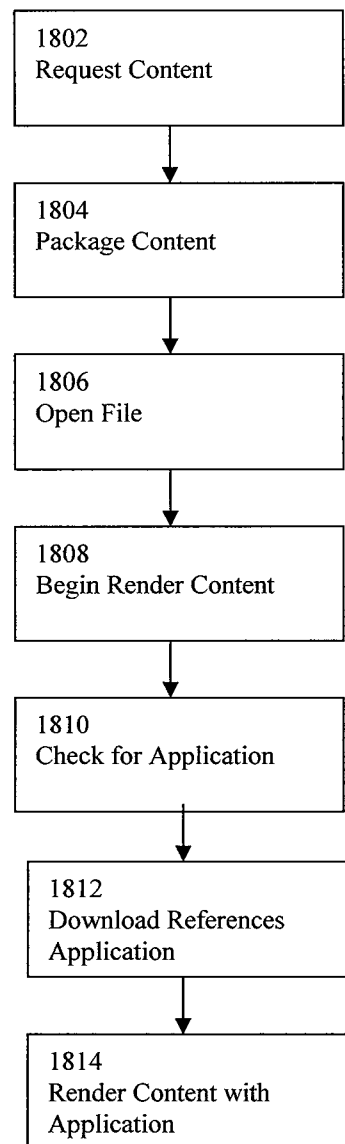 1802
Request Content
1804
Package Content
1806
Open File
1808
Begin Render Content
1810
Check for Application
1812
Download References
Application
1814
Render Content with
Application